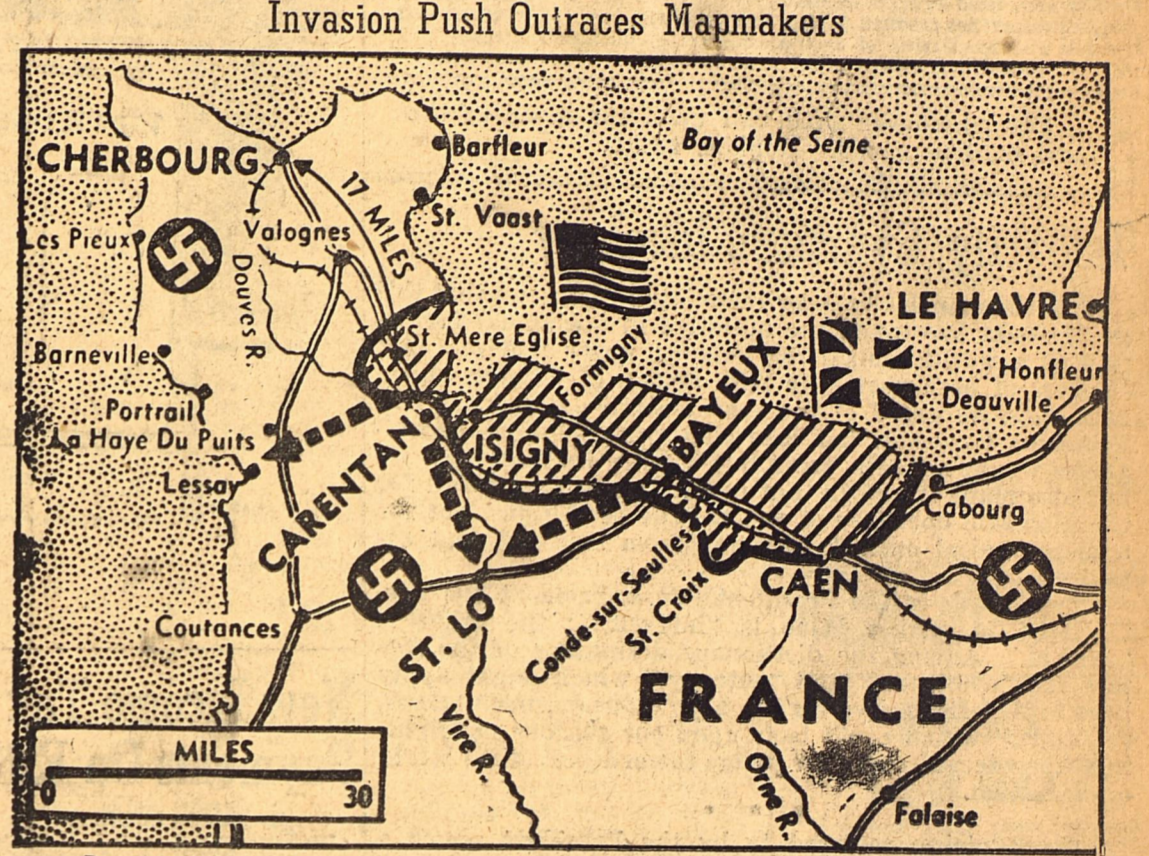 Invasion Push Outraces Mapmakers
Barfleur
Bay of the Seine
CHERBOURG
17 MILES
St. Vaast
Les Pieux
Valognes
Douves R.
LE HAVRE
St. Mere Eglise
Barneville
Formigny
BAYEUX
Honfleur
Deauville
Portrail
La Haye Du Puits
ISIGNY
CARENTAN
Lessay
Cabourg
Conde-sur-Seulles
St. Croix
CAEN
Coutances
ST. LO
FRANCE
Vire R.
Orne R.
MILES
0 30
Falaise